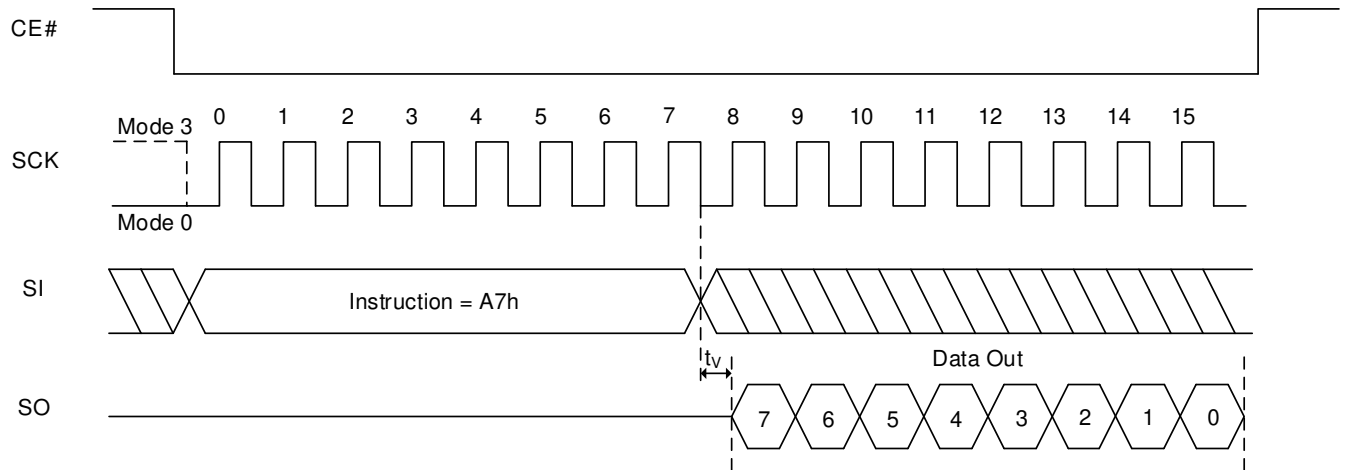 CE#
Mode 3
0 1 2 3 4 5 6 7 8 9 10 11 12 13 14 15
SCK
Mode 0
SI
Instruction = A7h
tV
Data Out
SO
7 6 5 4 3 2 1 0